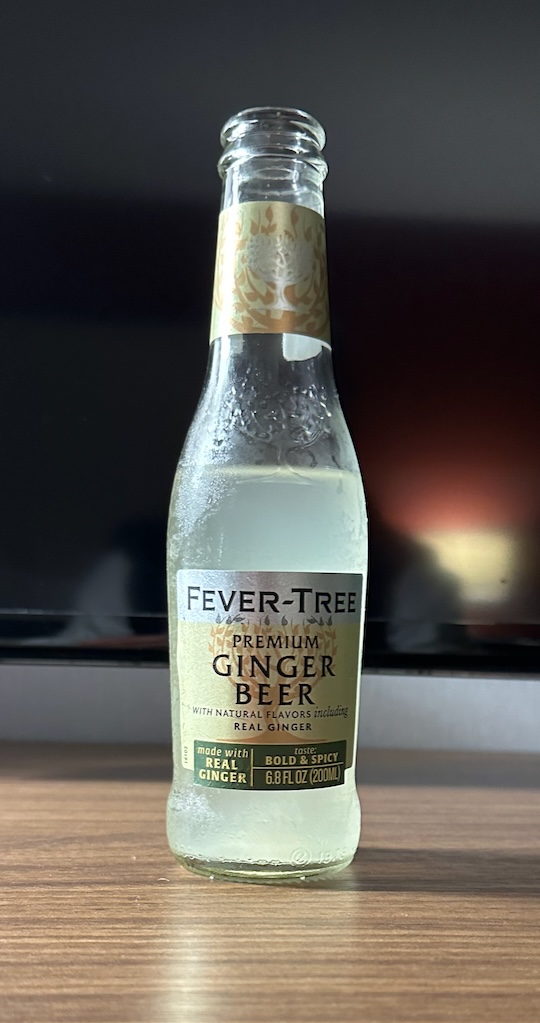 FEVER-TREE
PREMIUM
GINGER
BEER
WITH NATURAL FLAVORS including
REAL GINGER
made with
REAL
GINGER
taste:
BOLD & SPICY
6.8 FL OZ (200ML)